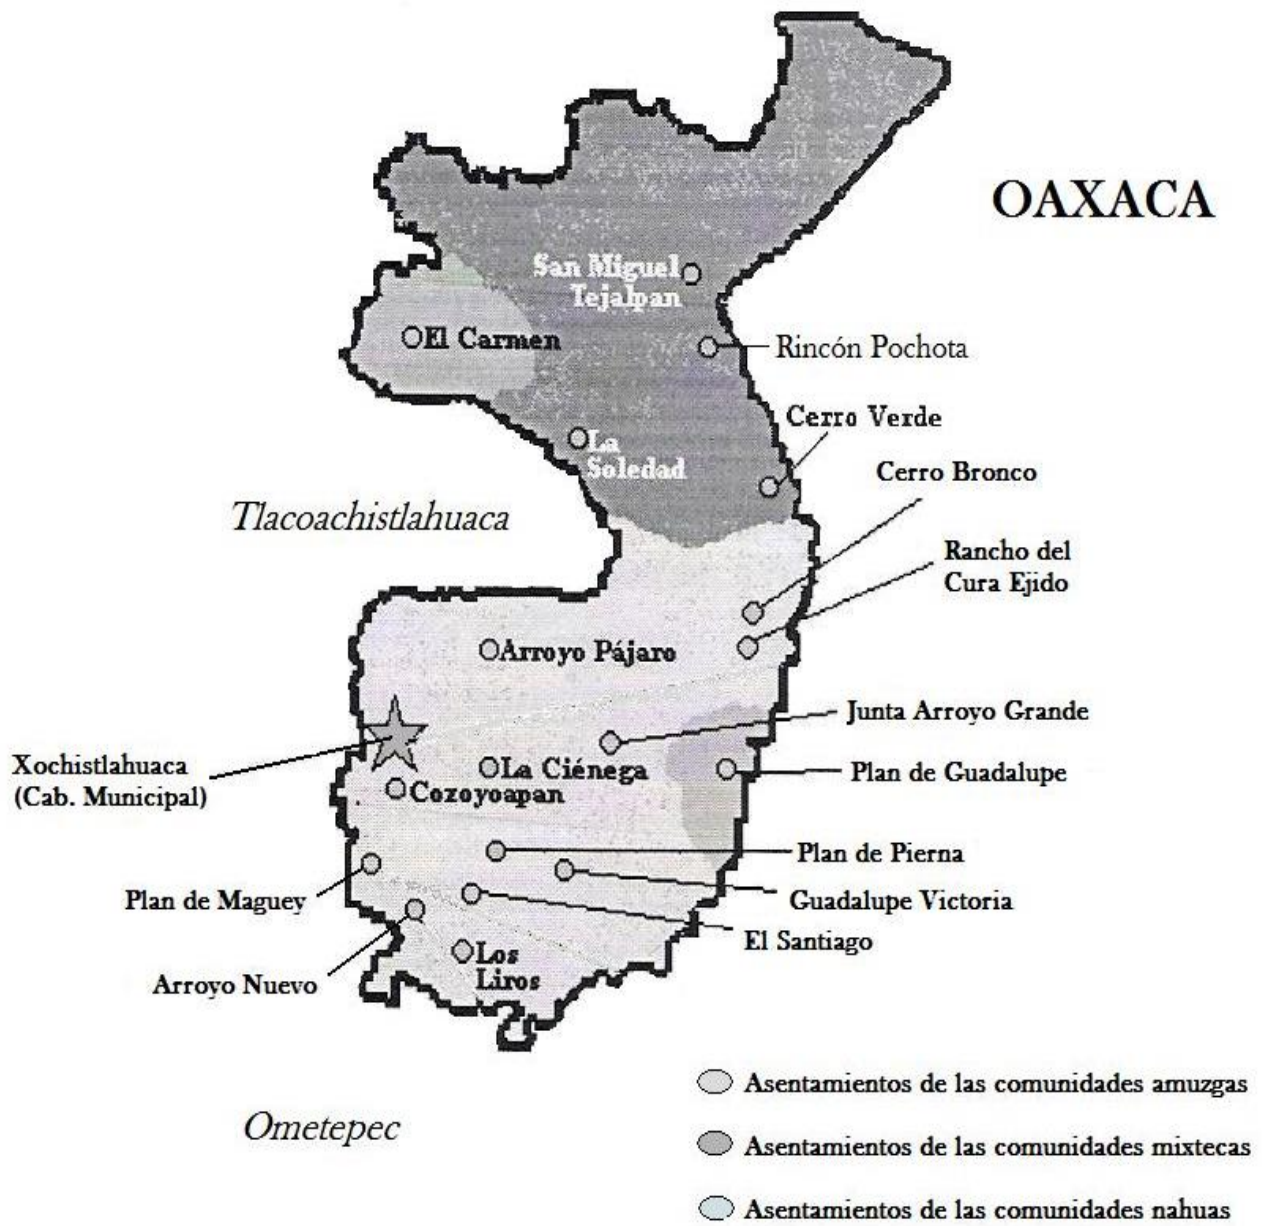 OAXACA
San Miguel
Tejalpan
El Carmen
Rincón Pochota
Cerro Verde
La
Soledad
Cerro Bronco
Tlacoachistlahuaca
Rancho del
Cura Ejido
Arroyo Pájaro
Junta Arroyo Grande
Xochistlahuaca
(Cab. Municipal)
La Ciénega
Plan de Guadalupe
Cozoyoapan
Plan de Pierna
Plan de Maguey
Guadalupe Victoria
El Santiago
Los
Liros
Arroyo Nuevo
Asentamientos de las comunidades amuzgas
Ometepec
Asentamientos de las comunidades mixtecas
Asentamientos de las comunidades nahuas